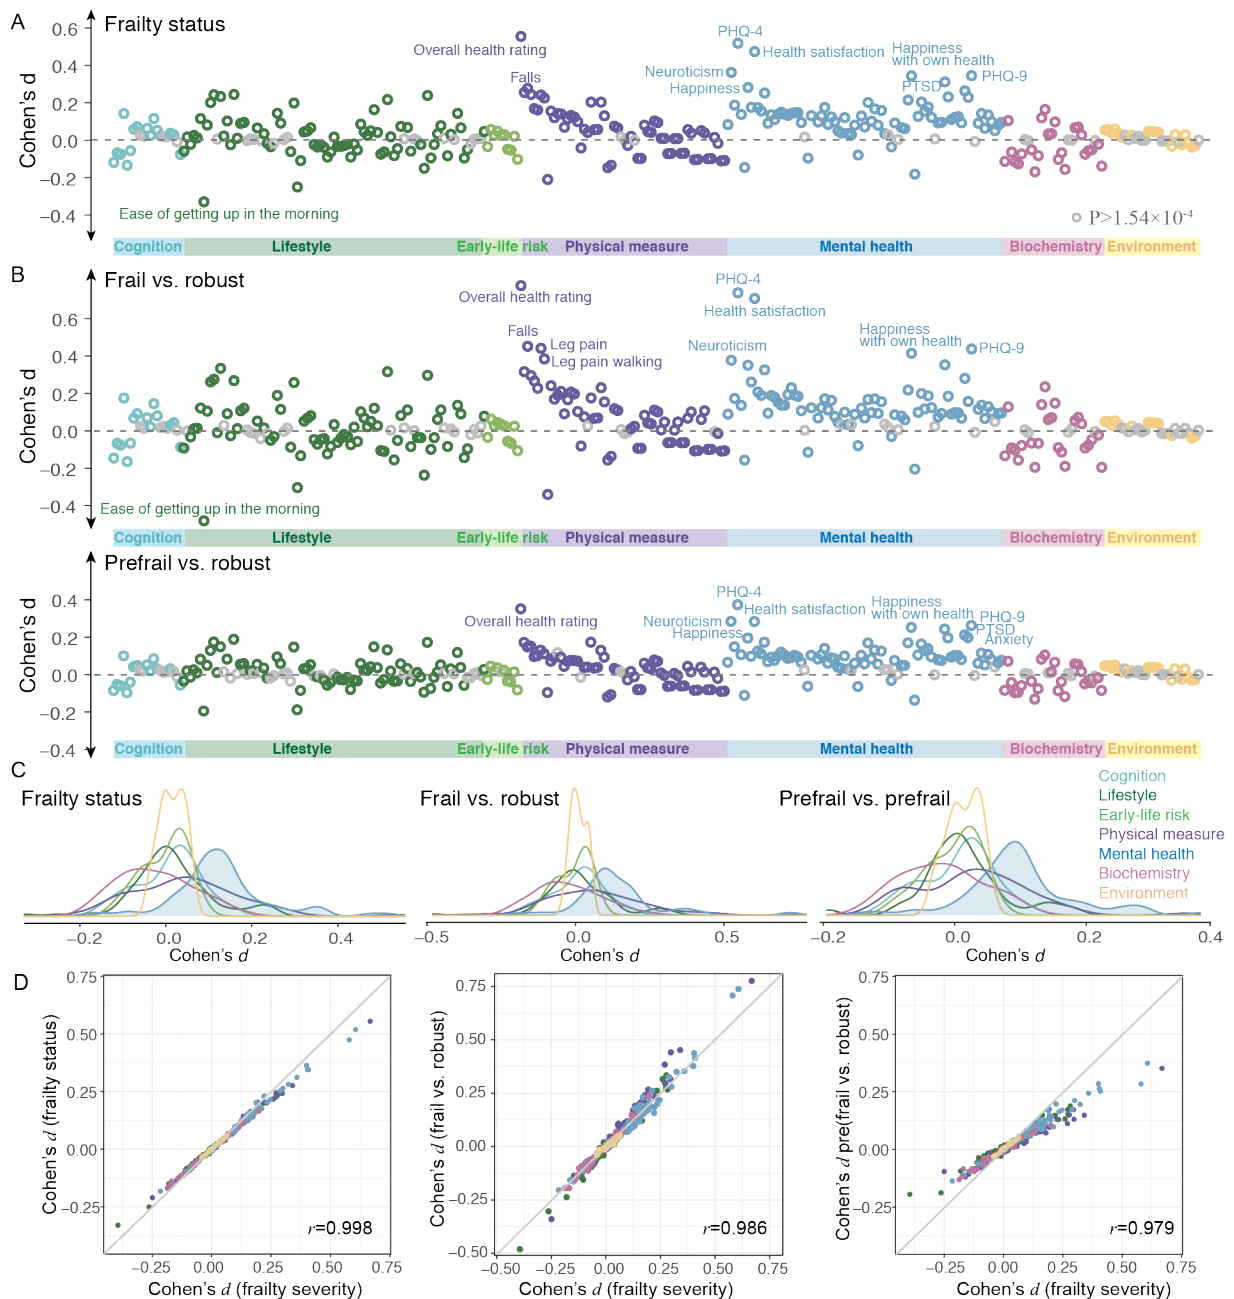 A
Frailty status
0.6
0.4
0.2
0.0
−0.2
−0.4
Cohen's d
Overall health rating
Falls
PHQ-4
Health satisfaction
Neuroticism
Happiness
Happiness
with own health
PTSD
PHQ-9
Ease of getting up in the morning
P>1.54×10-4
Cognition
Lifestyle
Early-life risk
Physical measure
Mental health
Biochemistry
Environment
B
Frail vs. robust
0.6
0.4
0.2
0.0
−0.2
−0.4
Cohen's d
Overall health rating
Falls
Leg pain
Leg pain walking
PHQ-4
Health satisfaction
Neuroticism
Happiness
with own health
PHQ-9
Ease of getting up in the morning
Cognition
Lifestyle
Early-life risk
Physical measure
Mental health
Biochemistry
Environment
Prefrail vs. robust
0.4
0.2
0.0
−0.2
−0.4
Cohen's d
Overall health rating
PHQ-4
Health satisfaction
Neuroticism
Happiness
Happiness
with own health
PHQ-9
PTSD
Anxiety
Cognition
Lifestyle
Early-life risk
Physical measure
Mental health
Biochemistry
Environment
C
Frailty status
−0.2
0.0
0.2
0.4
Cohen's d
Frail vs. robust
−0.5
0.0
0.5
Cohen's d
Prefrail vs. prefrail
−0.2
0.0
0.2
0.4
Cohen's d
Cognition
Lifestyle
Early-life risk
Physical measure
Mental health
Biochemistry
Environment
D
0.75
0.50
0.25
0.00
−0.25
Cohen's d (frailty status)
r=0.998
−0.25
0.00
0.25
0.50
0.75
Cohen's d (frailty severity)
0.75
0.50
0.25
0.00
−0.25
−0.50
Cohen's d (frail vs. robust)
r=0.986
−0.50
−0.25
0.00
0.25
0.50
0.75
Cohen's d (frailty severity)
0.75
0.50
0.25
0.00
−0.25
Cohen's d pre(frail vs. robust)
r=0.979
−0.25
0.00
0.25
0.50
0.75
Cohen's d (frailty severity)